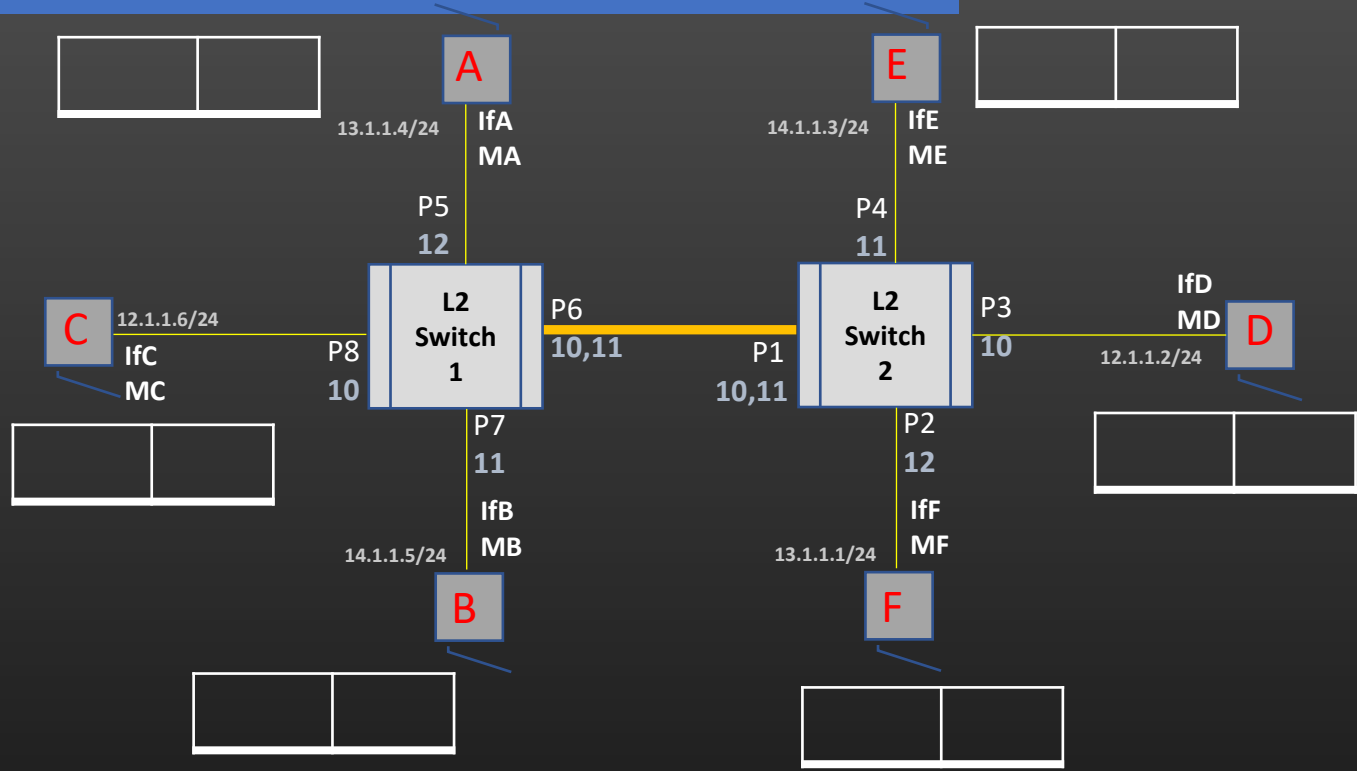 A
E
13.1.1.4/24
IfA
MA
14.1.1.3/24
IfE
ME
P5
12
P4
11
C
12.1.1.6/24
IfC
MC
P8
10
L2
Switch
1
P6
10,11
P1
10,11
L2
Switch
2
P3
10
IfD
MD
12.1.1.2/24
D
P7
11
P2
12
IfB
MB
14.1.1.5/24
IfF
MF
13.1.1.1/24
B
F